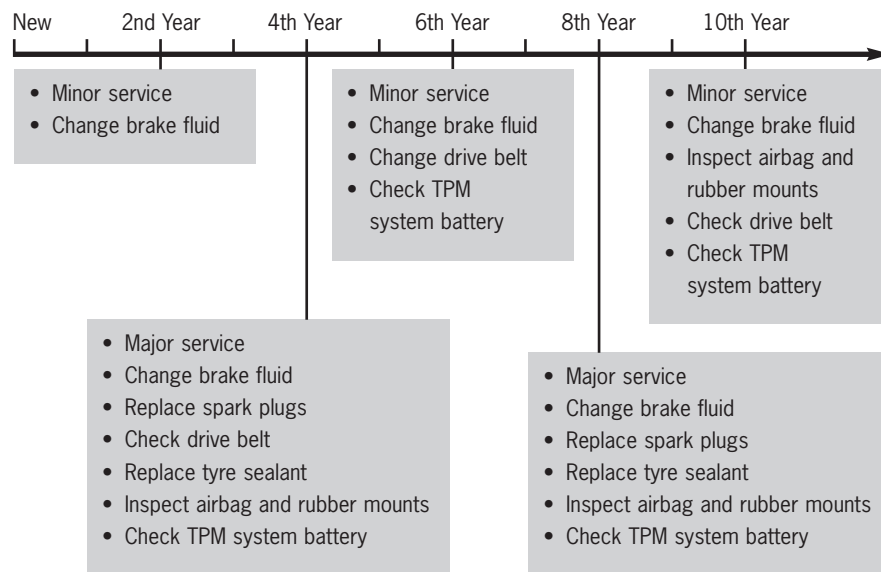 New 2nd Year 4th Year 6th Year 8th Year 10th Year
• Minor service
• Change brake fluid
• Minor service
• Change brake fluid
• Change drive belt
• Check TPM
system battery
• Minor service
• Change brake fluid
• Inspect airbag and
rubber mounts
• Check drive belt
• Check TPM
system battery
• Major service
• Change brake fluid
• Replace spark plugs
• Check drive belt
• Replace tyre sealant
• Inspect airbag and rubber mounts
• Check TPM system battery
• Major service
• Change brake fluid
• Replace spark plugs
• Replace tyre sealant
• Inspect airbag and rubber mounts
• Check TPM system battery